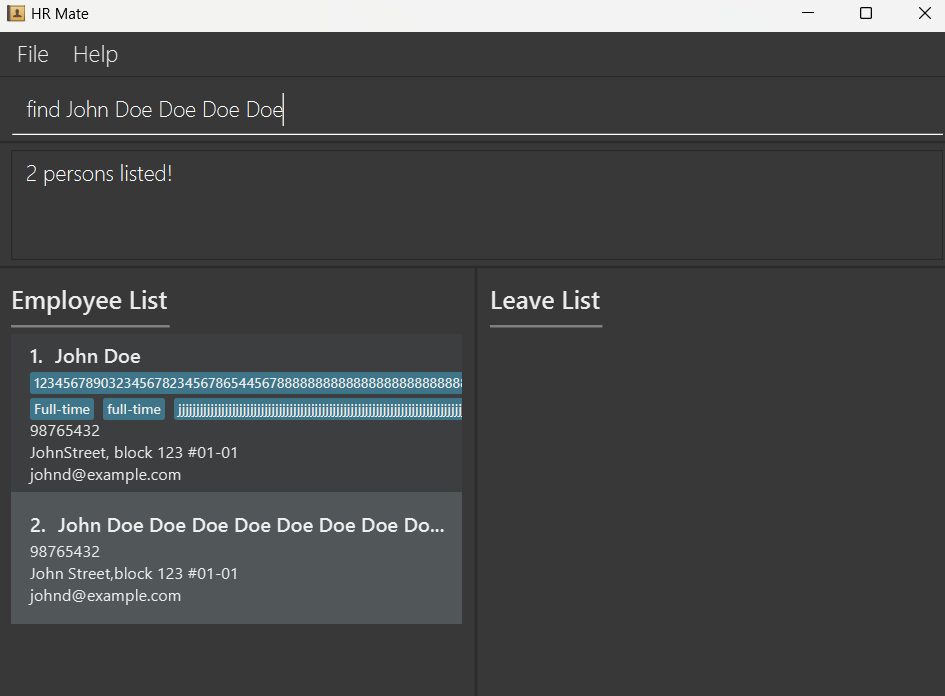 HR Mate
File Help
find John Doe Doe Doe Doe
2 persons listed!
Employee List
Leave List
1. John Doe
Full-time full-time
98765432
JohnStreet, block 123 #01-01
johnd@example.com
2. John Doe Doe Doe Doe Doe Doe Doe Do...
98765432
John Street,block 123 #01-01
johnd@example.com